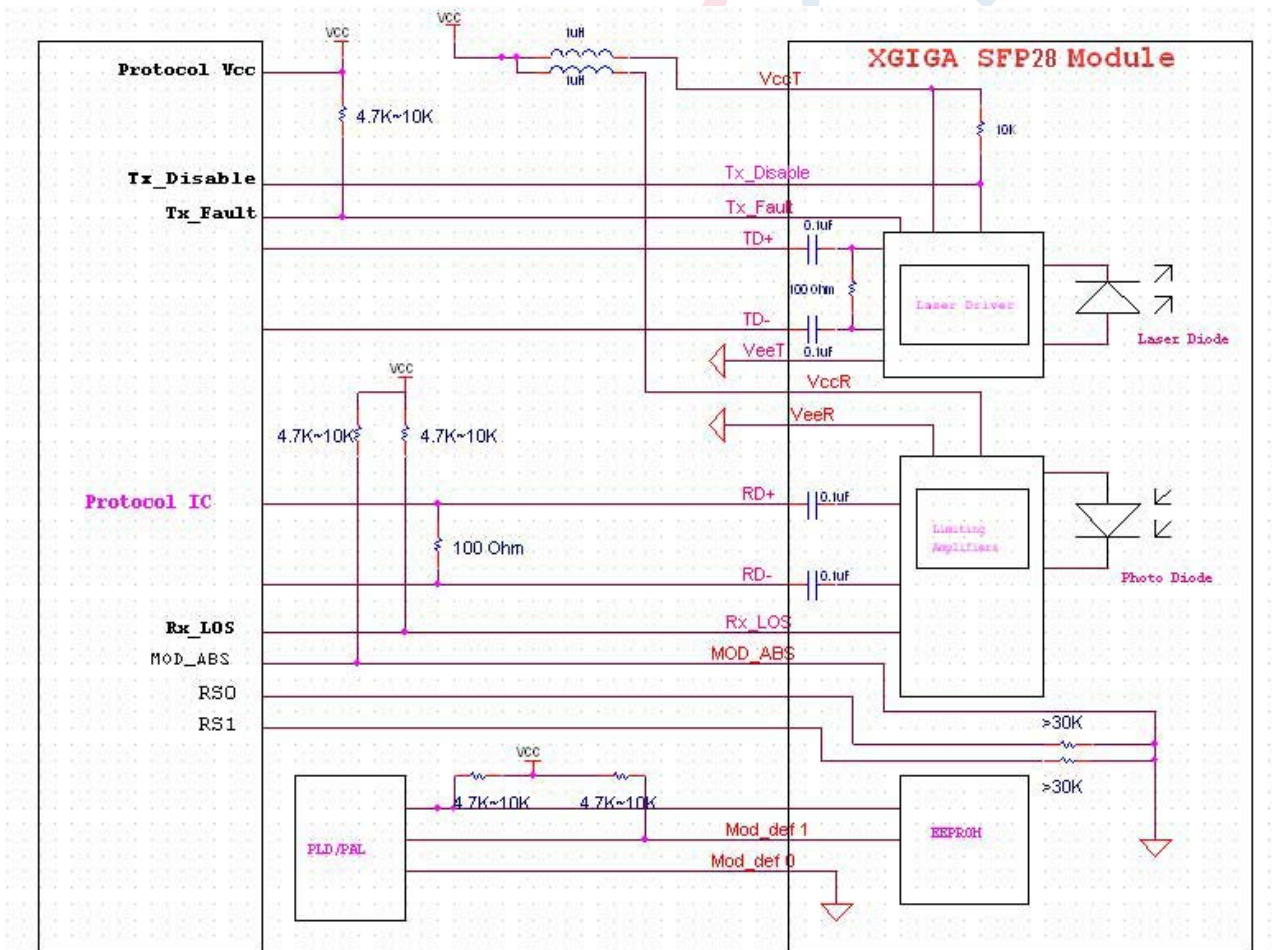 VCC
VCC
1uH
1uH
XGIGA SFP28 Module
Protocol Vcc
VccT
4.7K~10K
10K
Tx_Disable
Tx_Disable
Tx_Fault
Tx_Fault
0.1uF
TD+
100 Ohm
Laser Driver
TD-
Laser Diode
VeeT
0.1uF
VCC
VccR
VeeR
4.7K~10K
4.7K~10K
Protocol IC
RD+
0.1uF
Limiting
Amplifiers
100 Ohm
RD-
0.1uF
Photo Diode
Rx_LOS
Rx_LOS
MOD_ABS
MOD_ABS
RS0
RS1
>30K
VCC
>30K
4.7K~10K
4.7K~10K
Mod_def 1
EEPROM
PLD/PAL
Mod_def 0